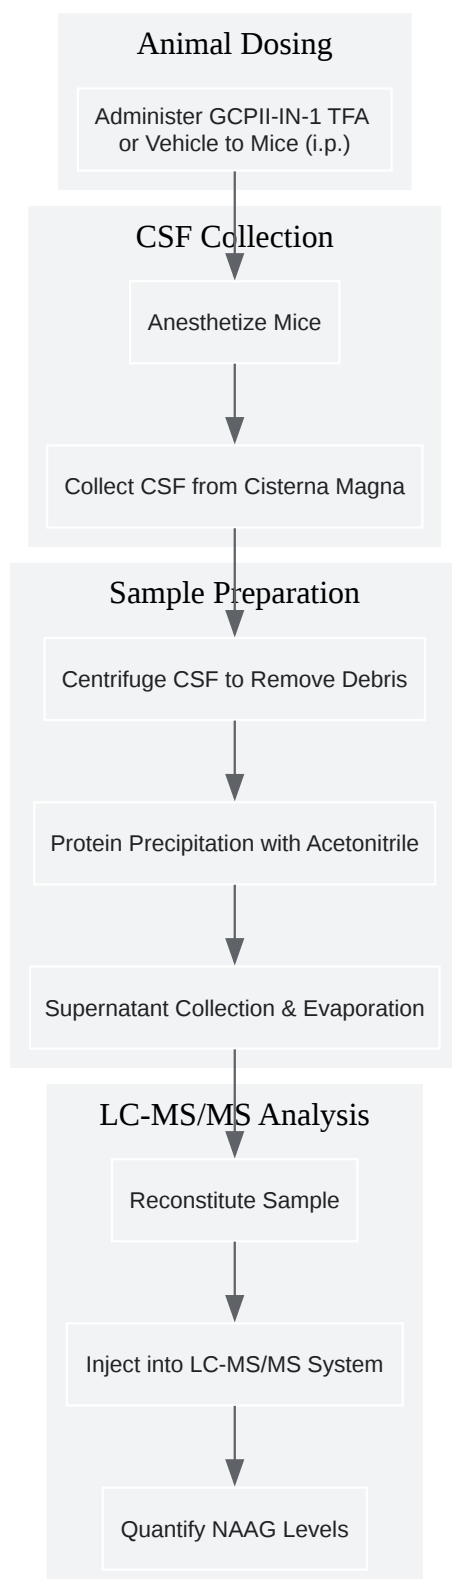 Animal Dosing
Administer GCPII-IN-1 TFA
or Vehicle to Mice (i.p.)
CSF Collection
Anesthetize Mice
Collect CSF from Cisterna Magna
Sample Preparation
Centrifuge CSF to Remove Debris
Protein Precipitation with Acetonitrile
Supernatant Collection & Evaporation
LC-MS/MS Analysis
Reconstitute Sample
Inject into LC-MS/MS System
Quantify NAAG Levels